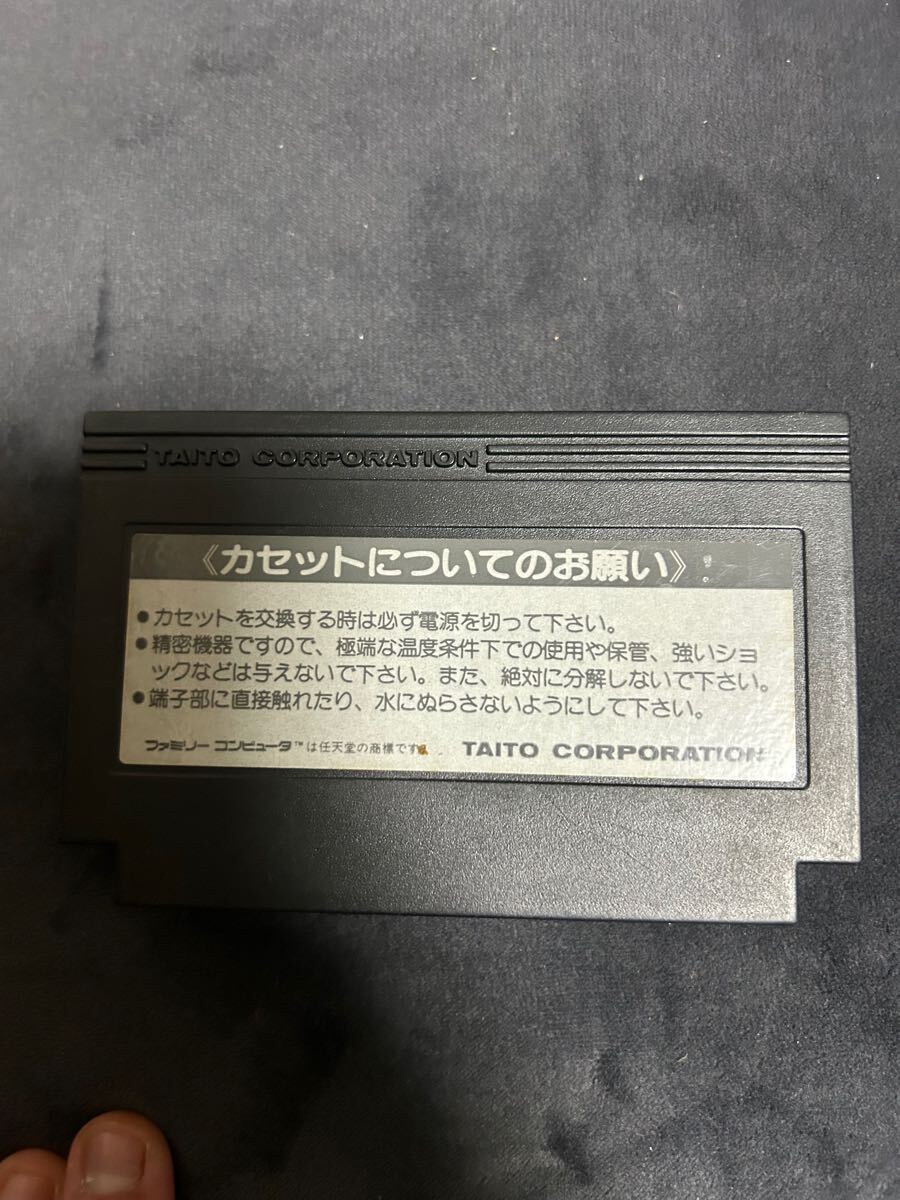 TAITO CORPORATION
《カセットについてのお願い》
●カセットを交換する時は必ず電源を切って下さい。
●精密機器ですので、極端な温度条件下での使用や保管、強いショ
ックなどは与えないで下さい。また、絶対に分解しないで下さい。
●端子部に直接触れたり、水にぬらさないようにして下さい。
ファミリー コンピュータ™は任天堂の商標です。 TAITO CORPORATION